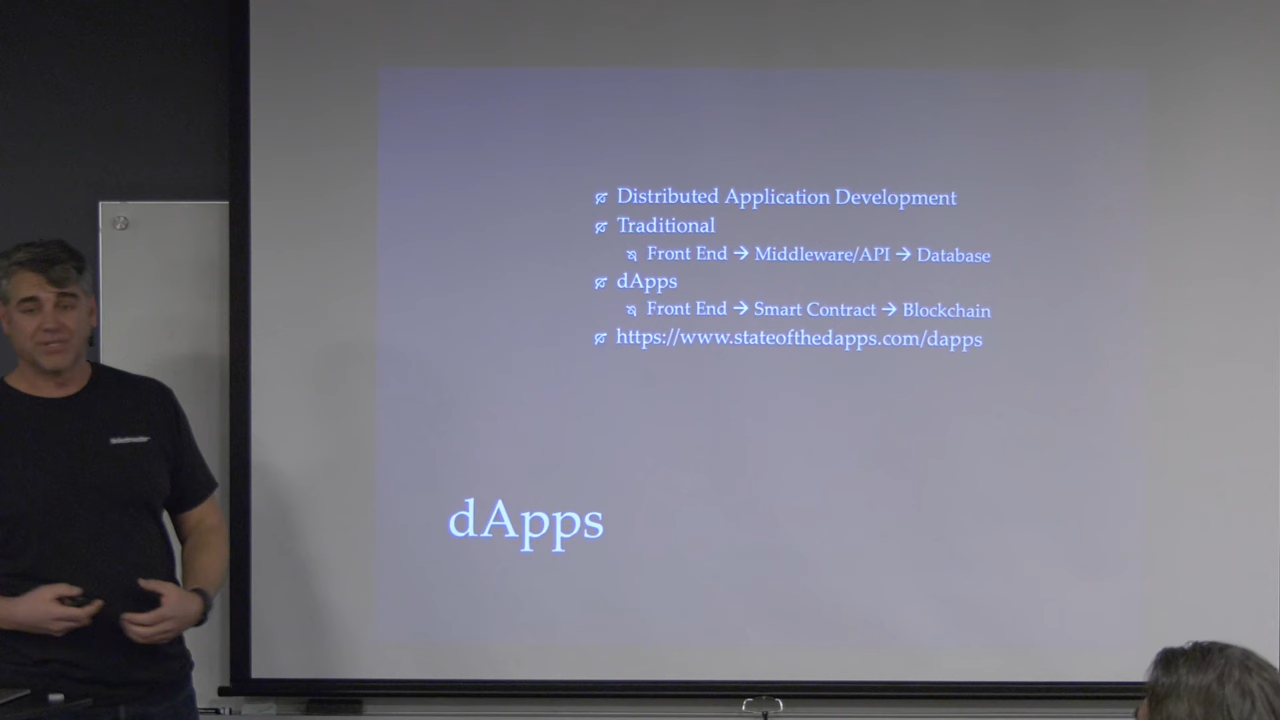 Distributed Application Development
Traditional
Front End → Middleware/API → Database
dApps
Front End → Smart Contract → Blockchain
https://www.stateofthedapps.com/dapps
dApps